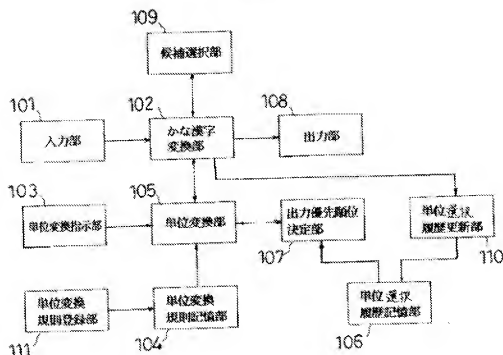 109
候補選択部
101
102
108
入力部
かな漢字
変換部
出力部
103
105
単位変換指示部
単位変換部
出力優先順位
決定部
107
単位選択
履歴更新部
110
単位変換
規則登録部
111
単位変換
規則記憶部
104
単位選択
履歴記憶部
106